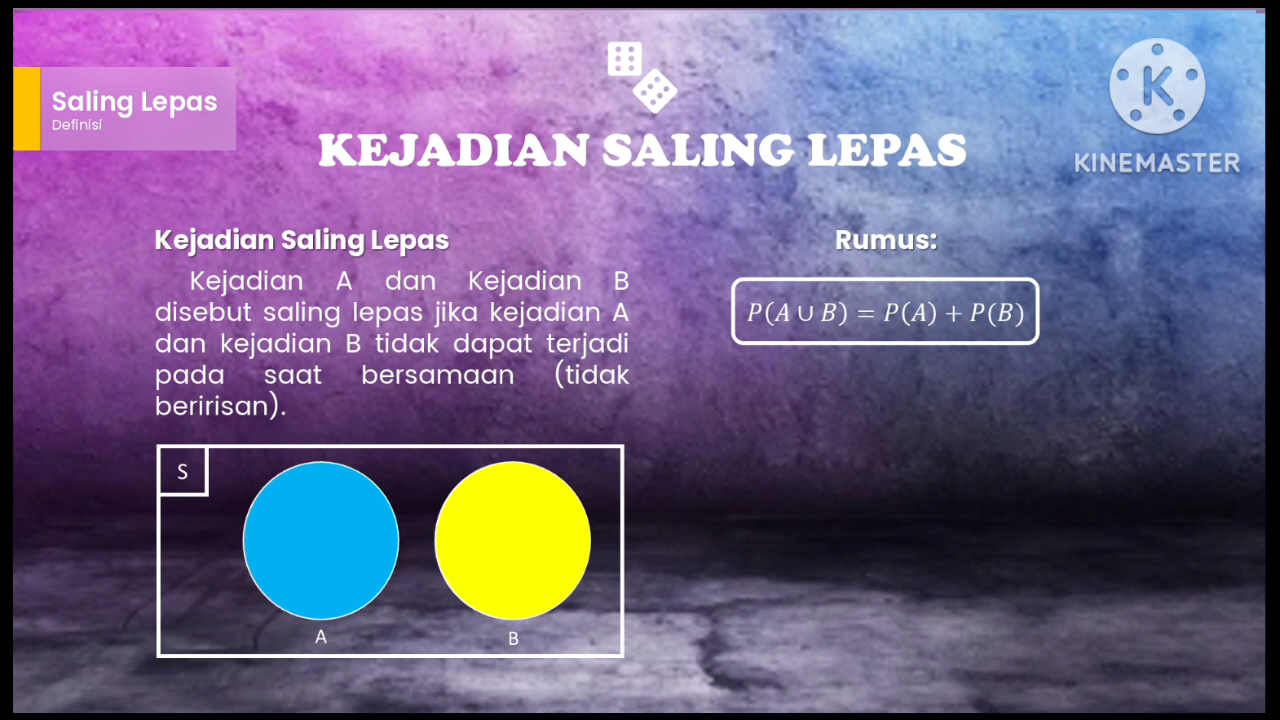 Saling Lepas
Definisi
K
KINEMASTER
KEJADIAN SALING LEPAS
Kejadian Saling Lepas
Kejadian A dan Kejadian B
disebut saling lepas jika kejadian A
dan kejadian B tidak dapat terjadi
pada saat bersamaan (tidak
beririsan).
S
A
B
Rumus:
P(A ∪ B) = P(A) + P(B)